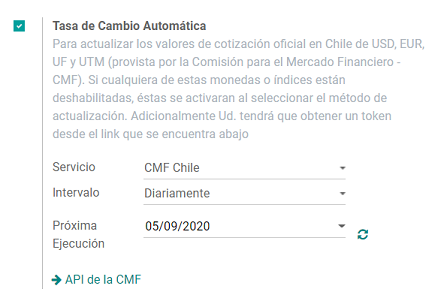 Tasa de Cambio Automática
Para actualizar los valores de cotización oficial en Chile de USD, EUR,
UF y UTM (provista por la Comisión para el Mercado Financiero -
CMF). Si cualquiera de estas monedas o índices están
deshabilitadas, éstas se activaran al seleccionar el método de
actualización. Adicionalmente Ud. tendrá que obtener un token
desde el link que se encuentra abajo
Servicio CMF Chile
Intervalo Diariamente
Próxima
Ejecución 05/09/2020
API de la CMF